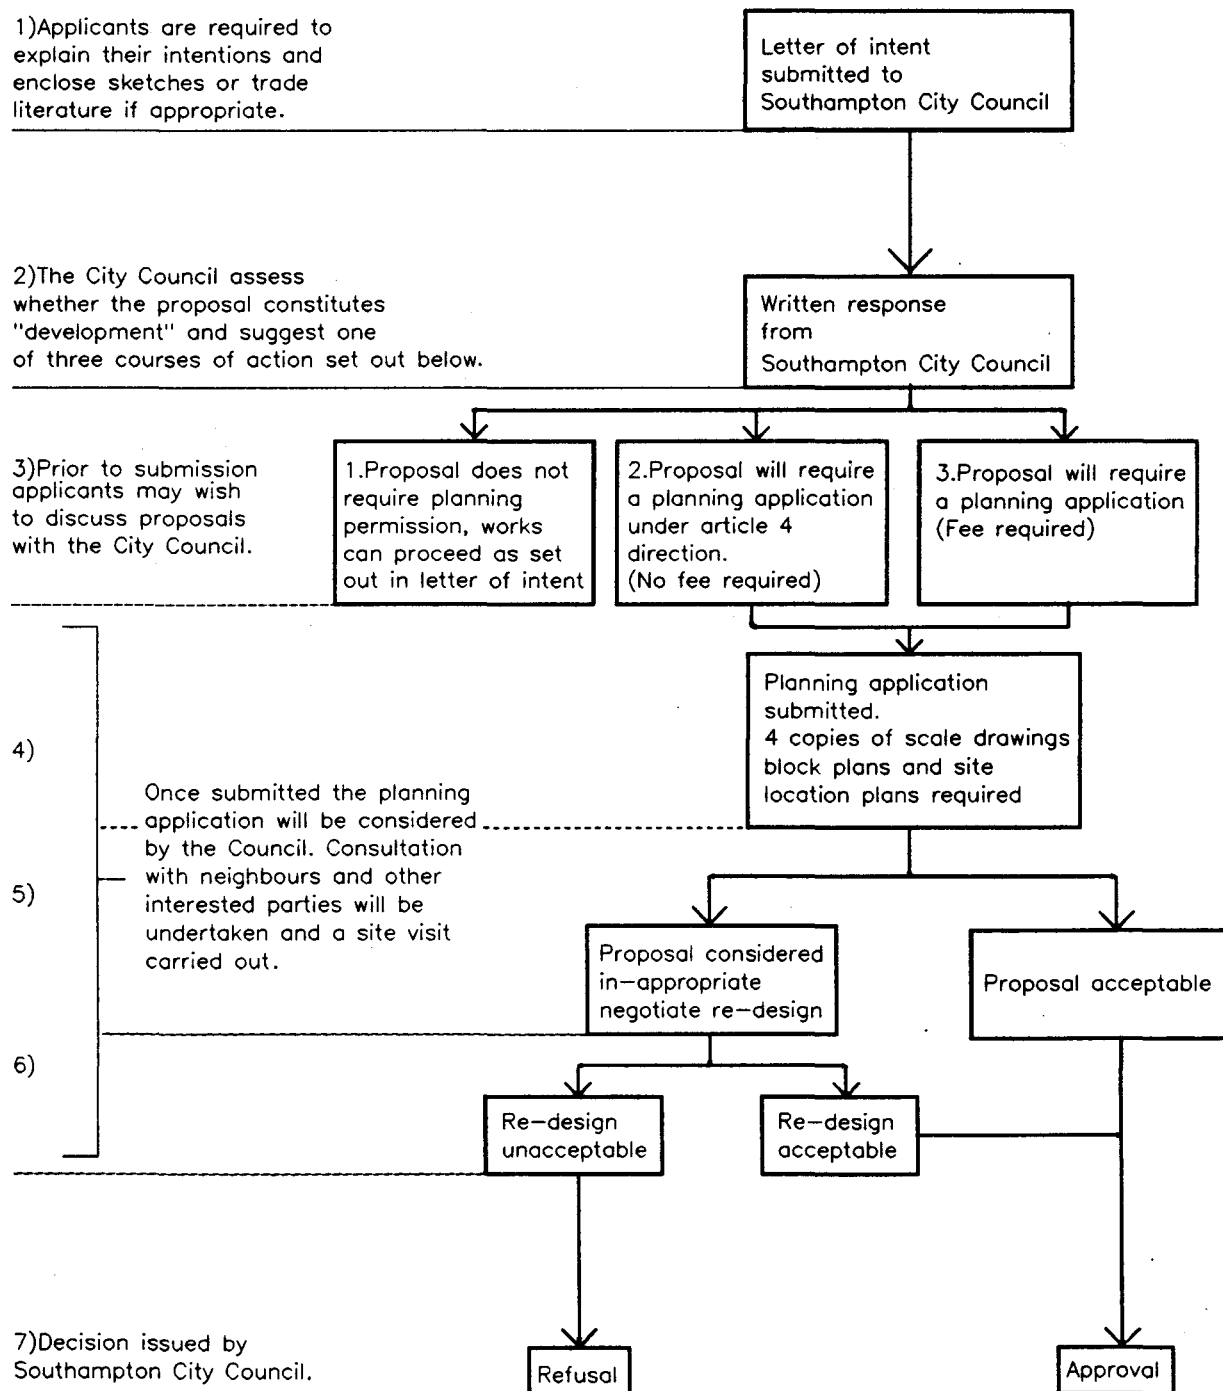 1)Applicants are required to
explain their intentions and
enclose sketches or trade
literature if appropriate.
Letter of intent
submitted to
Southampton City Council
2)The City Council assess
whether the proposal constitutes
"development" and suggest one
of three courses of action set out below.
Written response
from
Southampton City Council
3)Prior to submission
applicants may wish
to discuss proposals
with the City Council.
1.Proposal does not
require planning
permission, works
can proceed as set
out in letter of intent
2.Proposal will require
a planning application
under article 4
direction.
(No fee required)
3.Proposal will require
a planning application
(Fee required)
Planning application
submitted.
4 copies of scale drawings
block plans and site
location plans required
4)
Once submitted the planning
application will be considered
by the Council. Consultation
with neighbours and other
interested parties will be
undertaken and a site visit
carried out.
5)
Proposal considered
in-appropriate
negotiate re-design
Proposal acceptable
6)
Re-design
unacceptable
Re-design
acceptable
7)Decision issued by
Southampton City Council.
Refusal
Approval